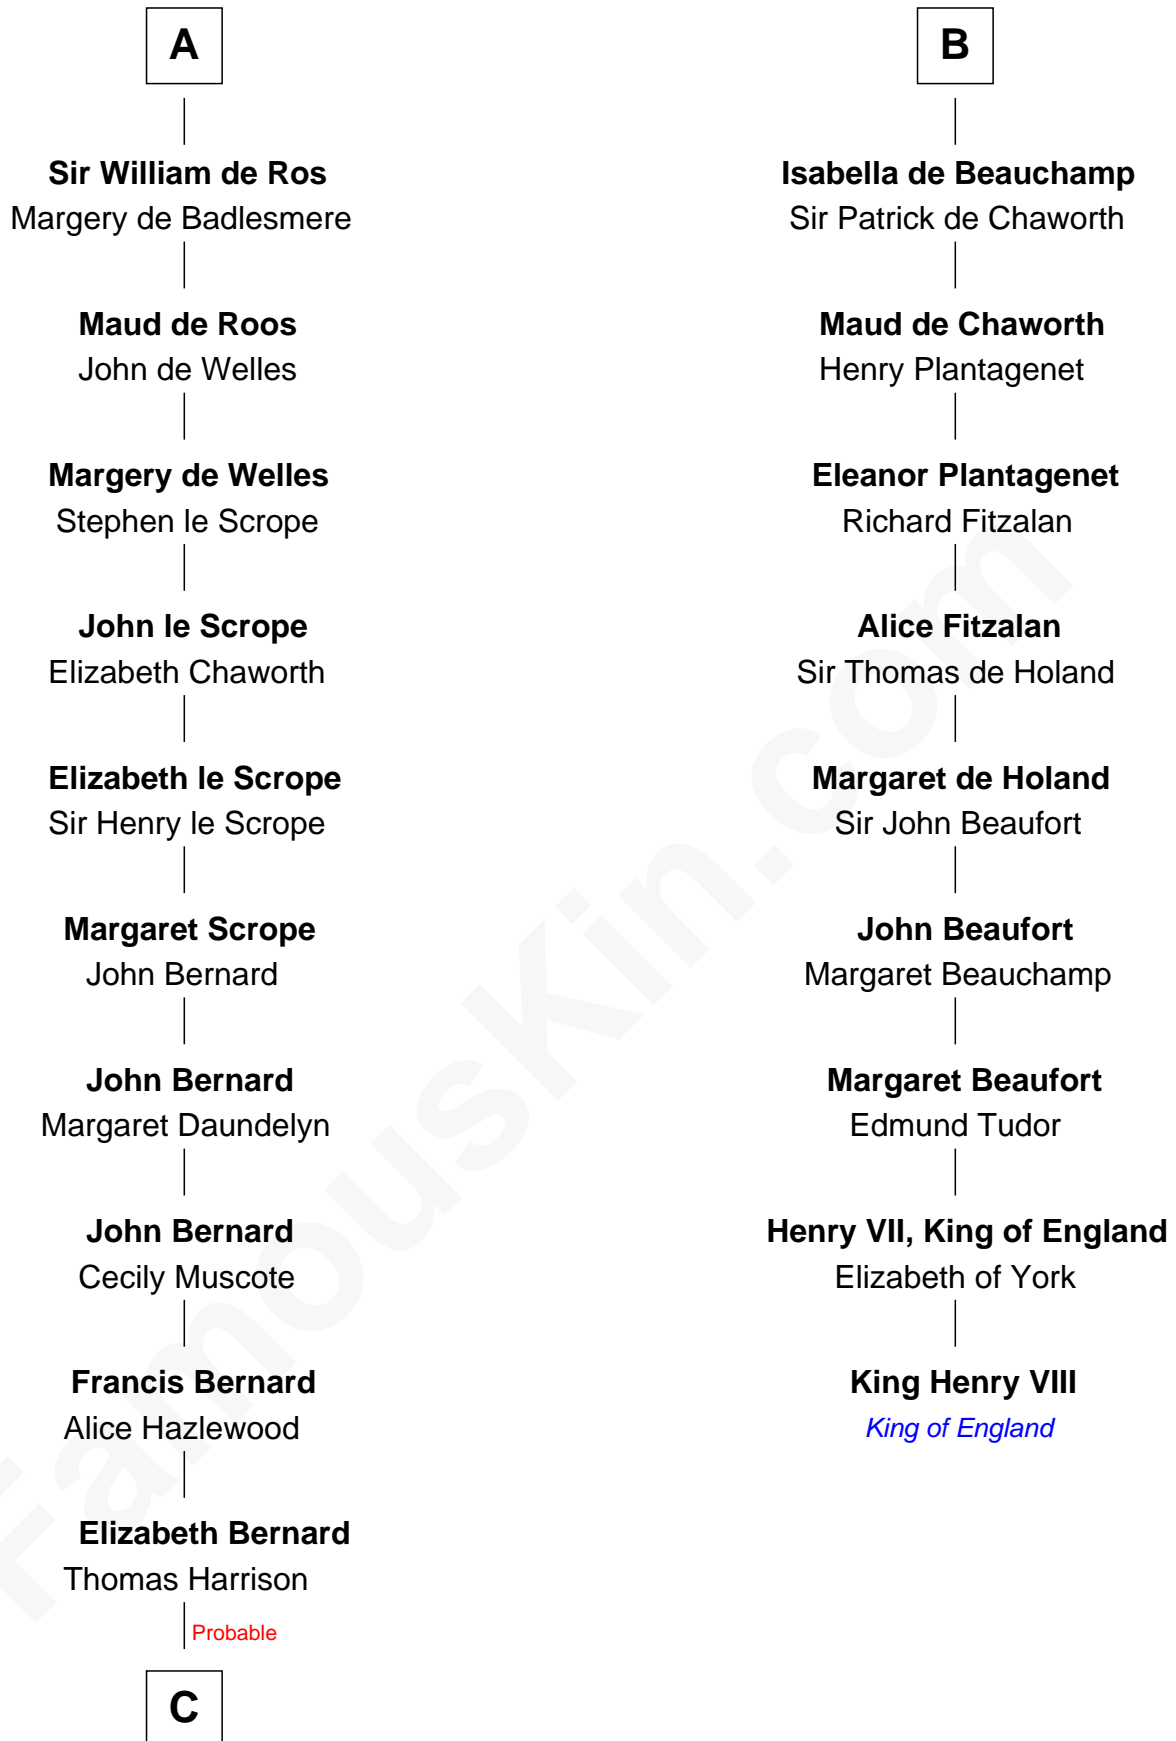 A
Sir William de Ros
Margery de Badlesmere
Maud de Roos
John de Welles
Margery de Welles
Stephen le Scrope
John le Scrope
Elizabeth Chaworth
Elizabeth le Scrope
Sir Henry le Scrope
Margaret Scrope
John Bernard
John Bernard
Margaret Daundelyn
John Bernard
Cecily Muscote
Francis Bernard
Alice Hazlewood
Elizabeth Bernard
Thomas Harrison
Probable
C
B
Isabella de Beauchamp
Sir Patrick de Chaworth
Maud de Chaworth
Henry Plantagenet
Eleanor Plantagenet
Richard Fitzalan
Alice Fitzalan
Sir Thomas de Holand
Margaret de Holand
Sir John Beaufort
John Beaufort
Margaret Beauchamp
Margaret Beaufort
Edmund Tudor
Henry VII, King of England
Elizabeth of York
King Henry VIII
King of England
FamousKin.com